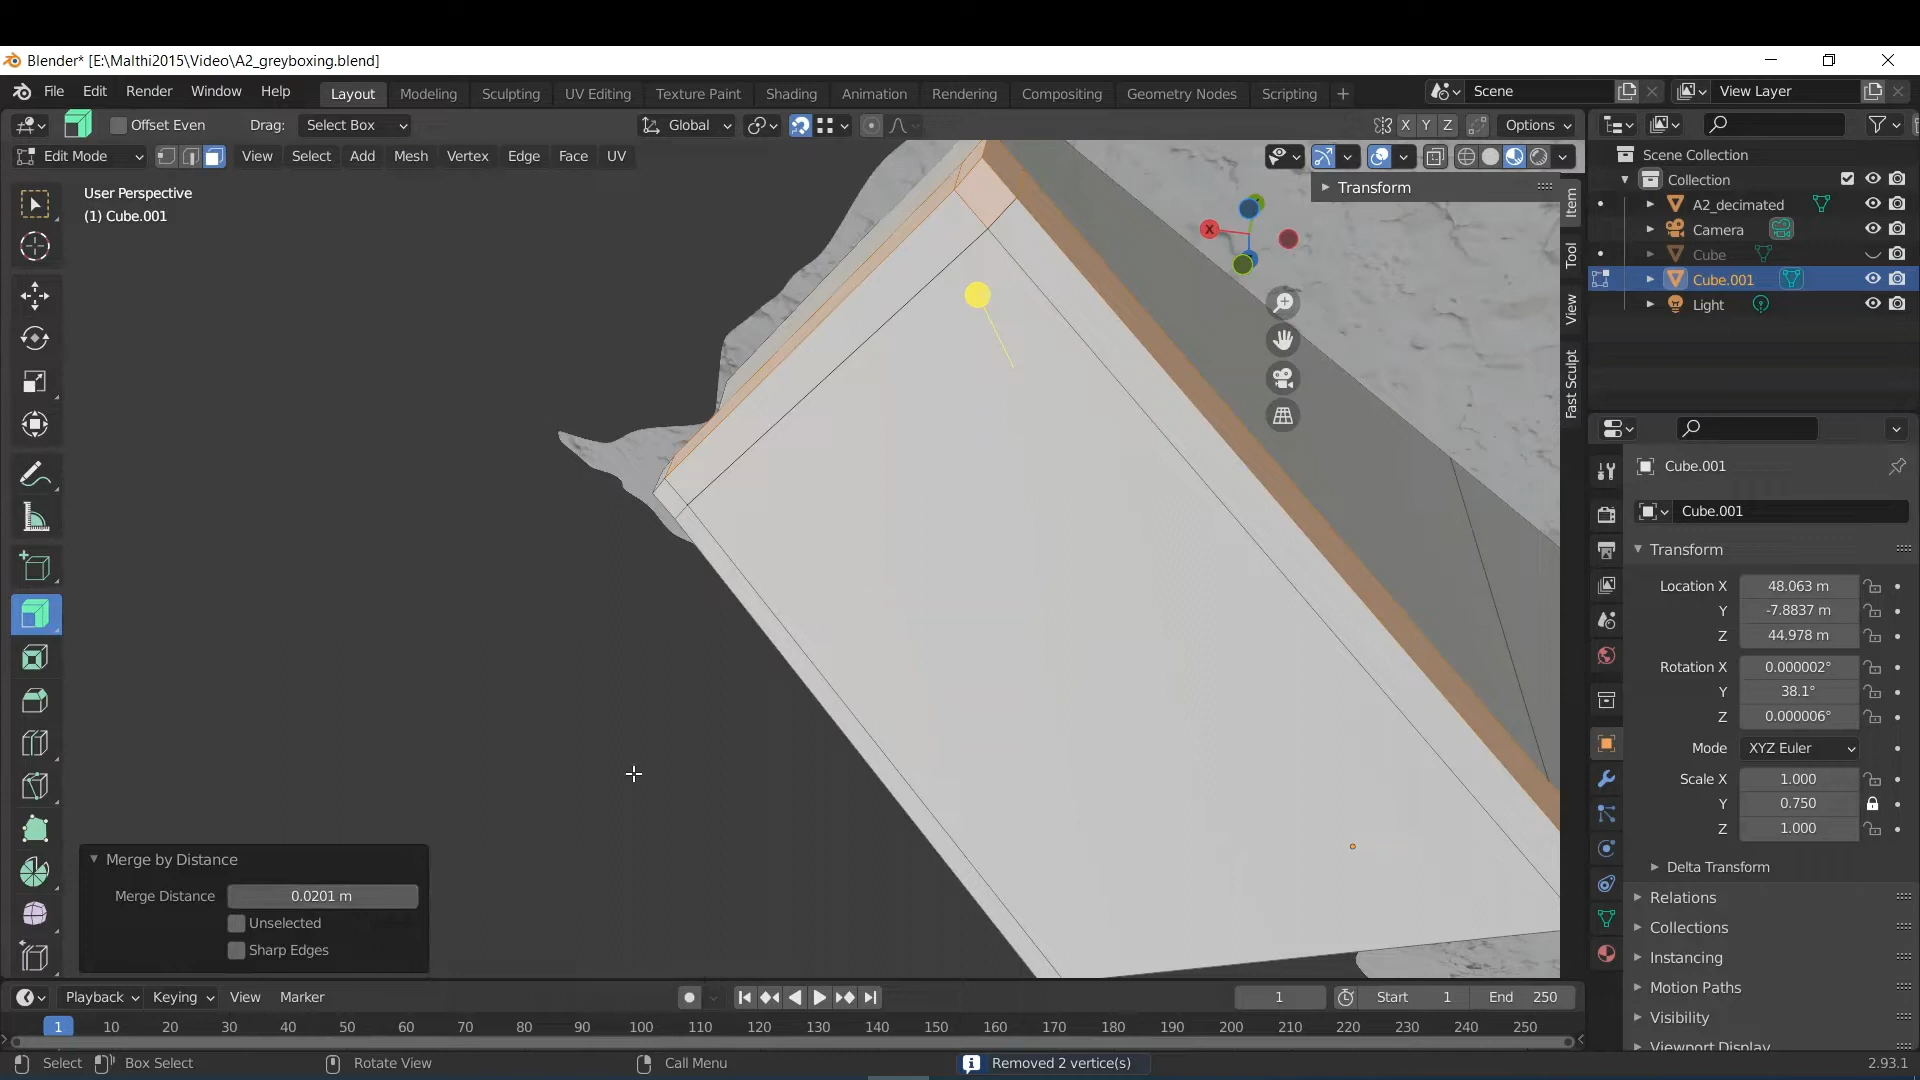 Blender* [E:\Malthi2015\Video\A2_greyboxing.blend]
File Edit Render Window Help Layout Modeling Sculpting UV Editing Texture Paint Shading Animation Rendering Compositing Geometry Nodes Scripting + Scene View Layer
Offset Even Drag: Select Box Global X Y Z Options
Edit Mode View Select Add Mesh Vertex Edge Face UV
User Perspective
(1) Cube.001
Transform
X
Item
Tool
View
Fast Sculpt
Scene Collection
Collection
A2_decimated
Camera
Cube
Cube.001
Light
Cube.001
Cube.001
Transform
Location X 48.063 m
Y -7.8837 m
Z 44.978 m
Rotation X 0.000002°
Y 38.1°
Z 0.000006°
Mode XYZ Euler
Scale X 1.000
Y 0.750
Z 1.000
Delta Transform
Relations
Collections
Instancing
Motion Paths
Visibility
Viewport Display
Merge by Distance
Merge Distance 0.0201 m
Unselected
Sharp Edges
Playback Keying View Marker 1 Start 1 End 250
1 10 20 30 40 50 60 70 80 90 100 110 120 130 140 150 160 170 180 190 200 210 220 230 240 250
Select Box Select Rotate View Call Menu Removed 2 vertice(s) 2.93.1